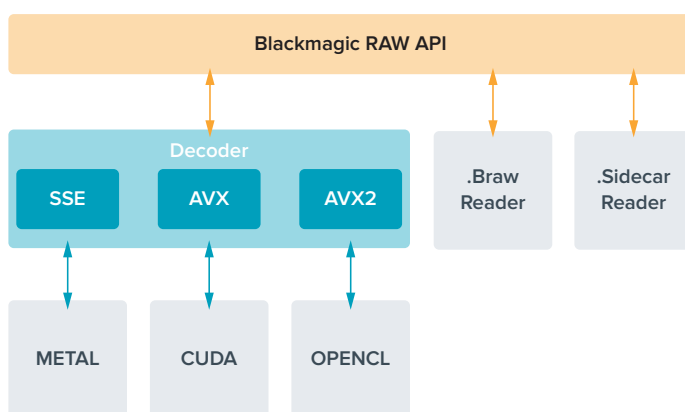 Blackmagic RAW API
Decoder
SSE
AVX
AVX2
.Braw
Reader
.Sidecar
Reader
METAL
CUDA
OPENCL